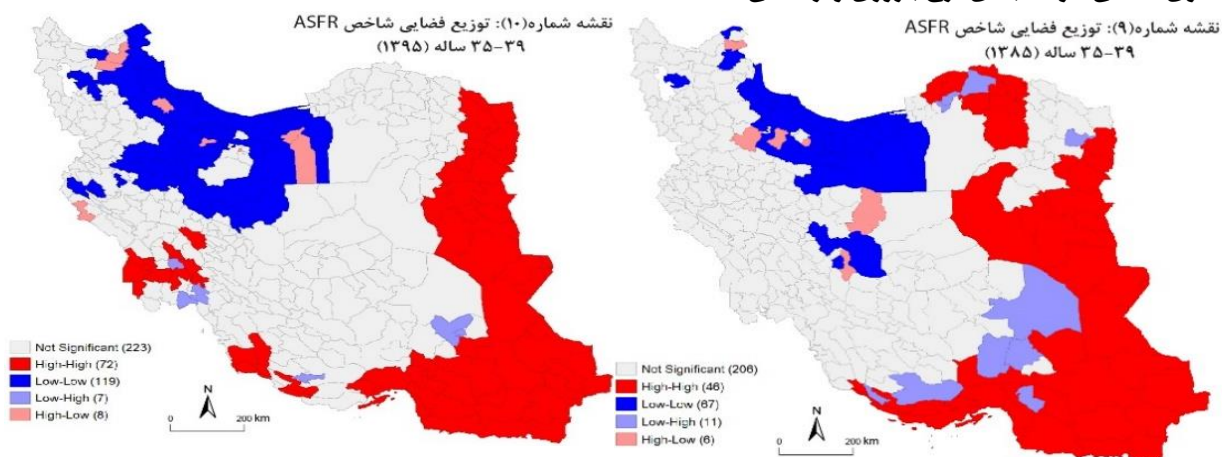 نقشه شماره(۹): توزیع فضایی شاخص ASFR
۳۵-۳۹ ساله (۱۳۸۵)
Not Significant (206)
High-High (46)
Low-Low (67)
Low-High (11)
High-Low (6)
N
0 200 km
نقشه شماره(۱۰): توزیع فضایی شاخص ASFR
۳۵-۳۹ ساله (۱۳۹۵)
Not Significant (223)
High-High (72)
Low-Low (119)
Low-High (7)
High-Low (8)
N
0 200 km